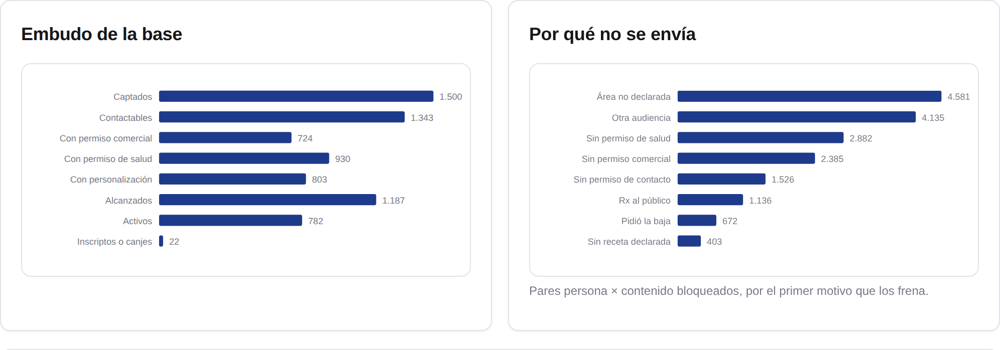 Embudo de la base
Captados 1.500
Contactables 1.343
Con permiso comercial 724
Con permiso de salud 930
Con personalización 803
Alcanzados 1.187
Activos 782
Inscriptos o canjes 22
Por qué no se envía
Área no declarada 4.581
Otra audiencia 4.135
Sin permiso de salud 2.882
Sin permiso comercial 2.385
Sin permiso de contacto 1.526
Rx al público 1.136
Pidió la baja 672
Sin receta declarada 403
Pares persona × contenido bloqueados, por el primer motivo que los frena.